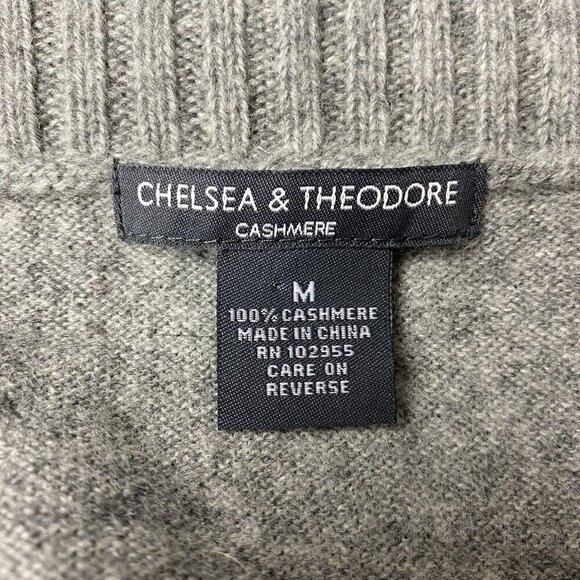 CHELSEA & THEODORE
CASHMERE
M
100% CASHMERE
MADE IN CHINA
RN 102955
CARE ON
REVERSE